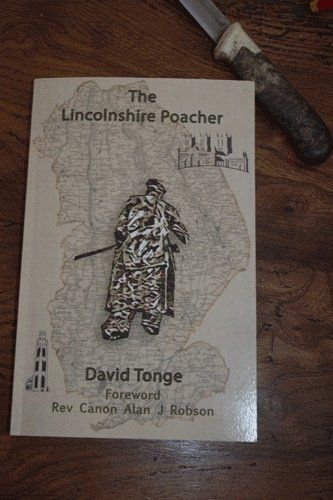 The
Lincolnshire Poacher
David Tonge
Foreword
Rev Canon Alan J Robson